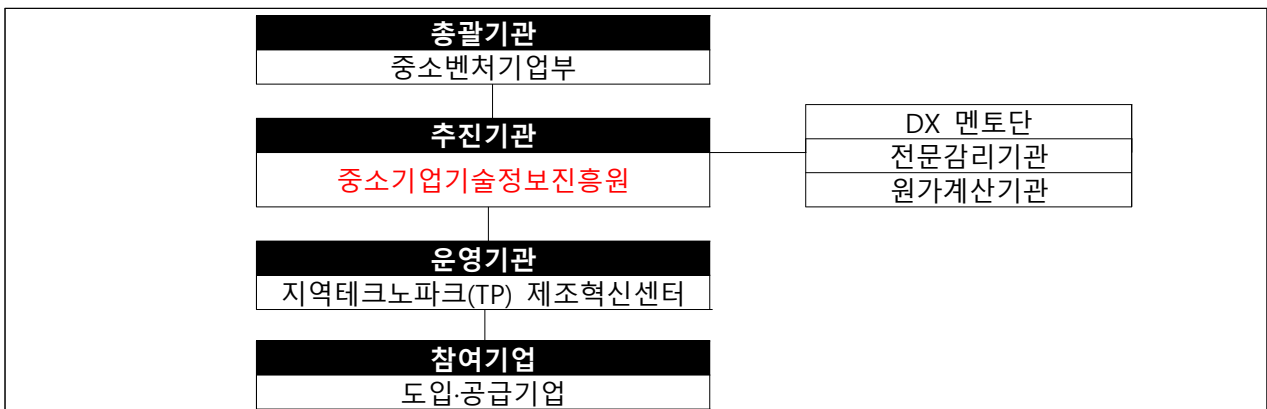 총괄기관
중소벤처기업부
추진기관
중소기업기술정보진흥원
DX 멘토단
전문감리기관
원가계산기관
운영기관
지역테크노파크(TP) 제조혁신센터
참여기업
도입·공급기업